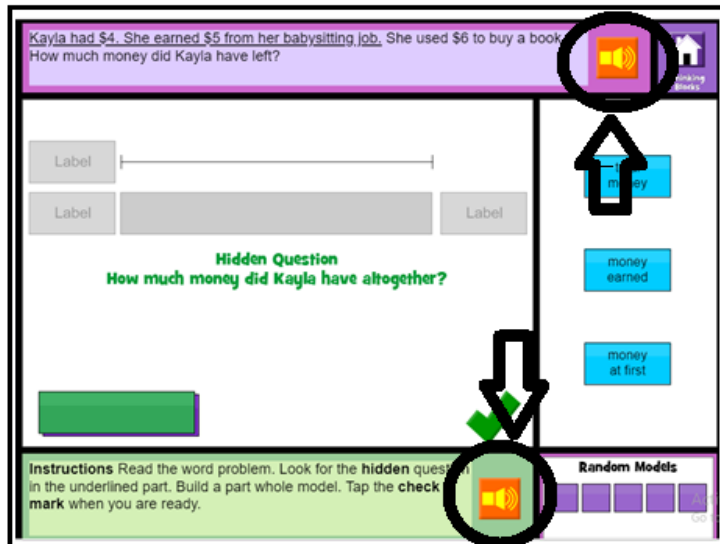 Kayla had $4. She earned $5 from her babysitting job. She used $6 to buy a book
How much money did Kayla have left?
Blocks
Label
Label
Label
money
Hidden Question
How much money did Kayla have altogether?
money
earned
money
at first
Instructions Read the word problem. Look for the hidden question
in the underlined part. Build a part whole model. Tap the check
mark when you are ready.
Random Models